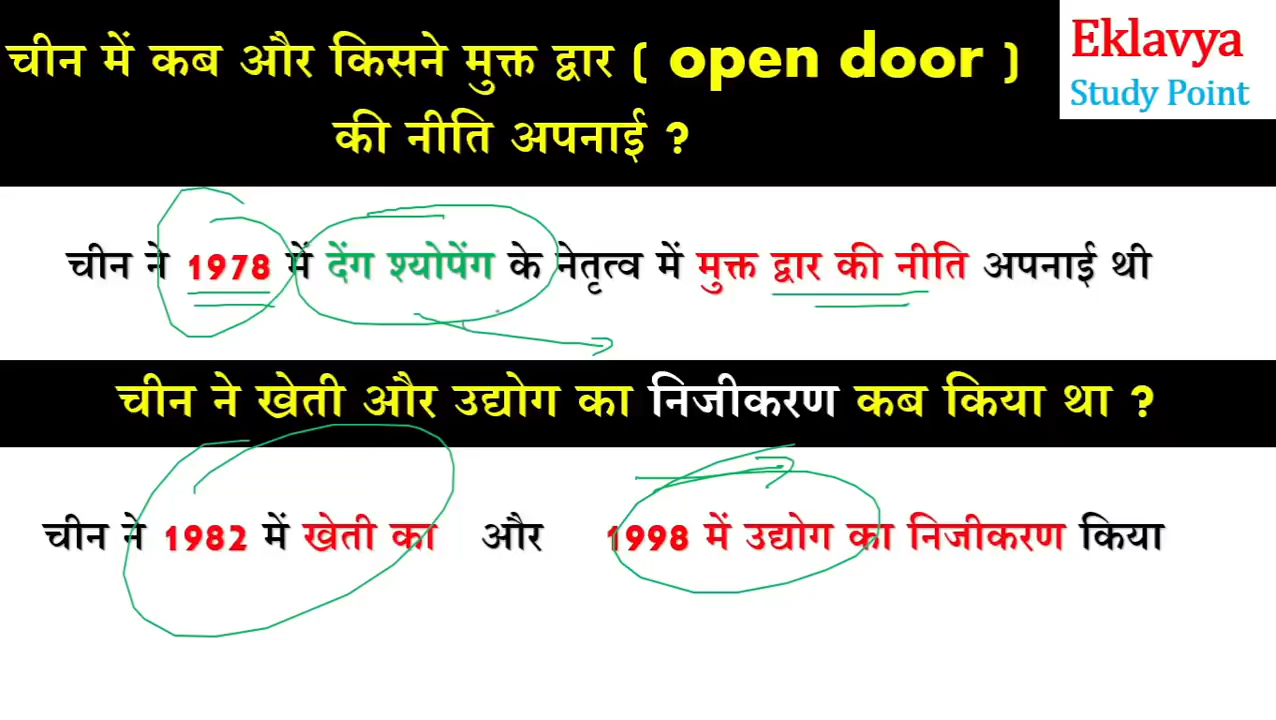 चीन में कब और किसने मुक्त द्वार ( open door )
की नीति अपनाई ?
Eklavya
Study Point
चीन ने 1978 में देंग श्योपेंग के नेतृत्व में मुक्त द्वार की नीति अपनाई थी
चीन ने खेती और उद्योग का निजीकरण कब किया था ?
चीन ने 1982 में खेती का और 1998 में उद्योग का निजीकरण किया